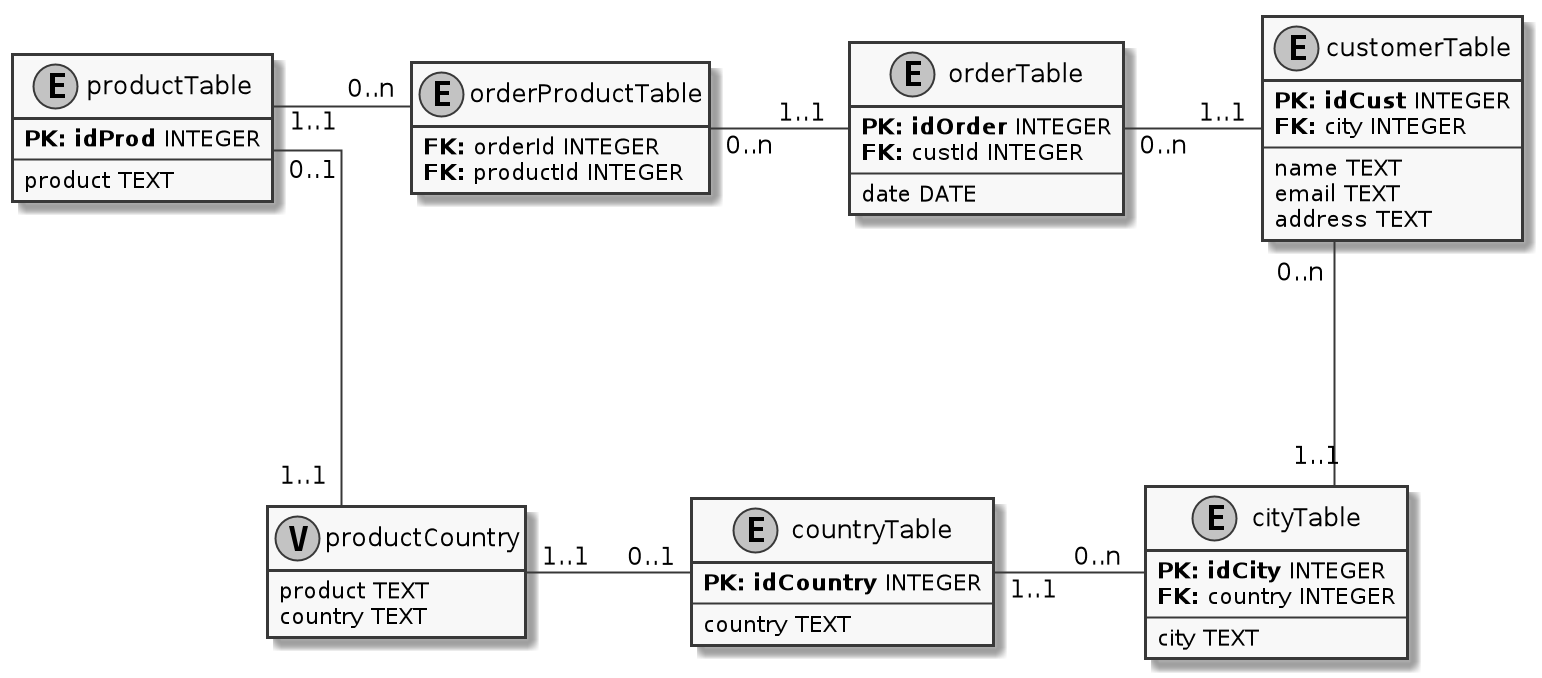 E productTable
PK: idProd INTEGER
product TEXT
0..n
1..1
0..1
E orderProductTable
FK: orderId INTEGER
FK: productId INTEGER
1..1
0..n
E orderTable
PK: idOrder INTEGER
FK: custId INTEGER
date DATE
1..1
0..n
E customerTable
PK: idCust INTEGER
FK: city INTEGER
name TEXT
email TEXT
address TEXT
0..n
1..1
1..1
V productCountry
product TEXT
country TEXT
1..1
0..1
E countryTable
PK: idCountry INTEGER
country TEXT
0..n
1..1
E cityTable
PK: idCity INTEGER
FK: country INTEGER
city TEXT